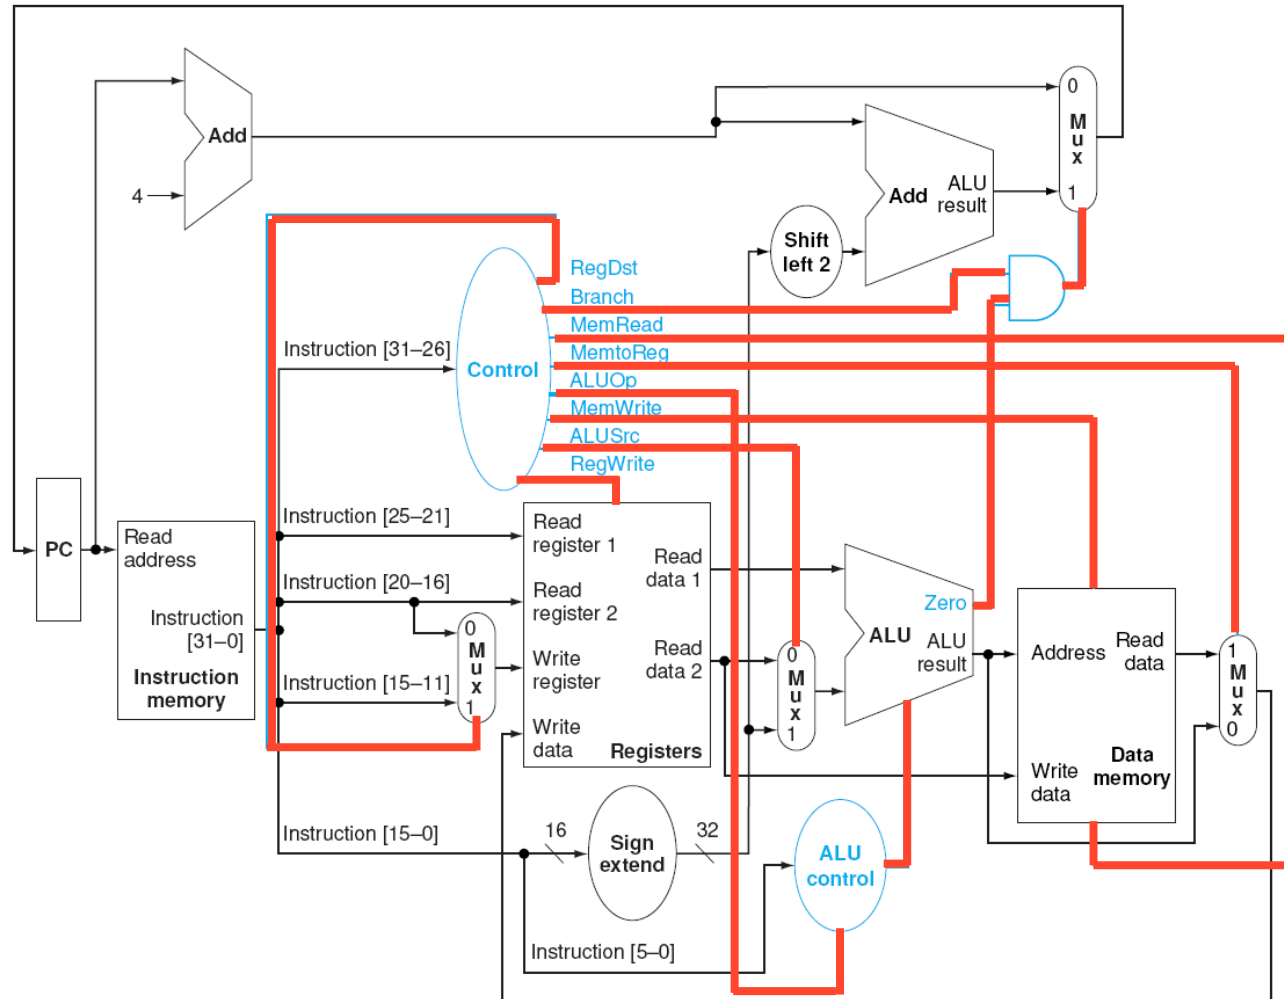 0
M
u
x
1
Add
ALU
result
Add
4
Shift
left 2
RegDst
Branch
MemRead
MemtoReg
ALUOp
MemWrite
ALUSrc
RegWrite
Control
Instruction [31–26]
Instruction [25–21]
Instruction [20–16]
Instruction [15–11]
Instruction [15–0]
Instruction [5–0]
PC
Read
address
Instruction
[31–0]
Instruction
memory
0
M
u
x
1
Read
register 1
Read
register 2
Write
register
Write
data
Read
data 1
Read
data 2
Registers
0
M
u
x
1
Zero
ALU
ALU
result
Address
Read
data
Write
data
Data
memory
1
M
u
x
0
16
Sign
extend
32
ALU
control